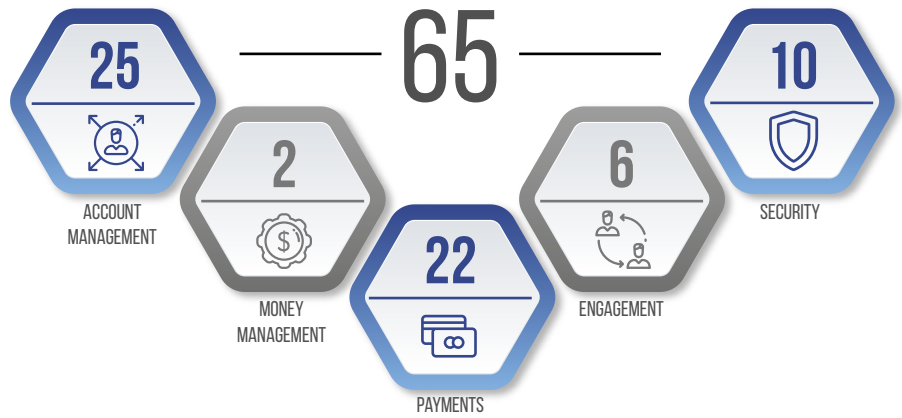 65
25
ACCOUNT
MANAGEMENT
2
$
MONEY
MANAGEMENT
22
PAYMENTS
6
ENGAGEMENT
10
SECURITY